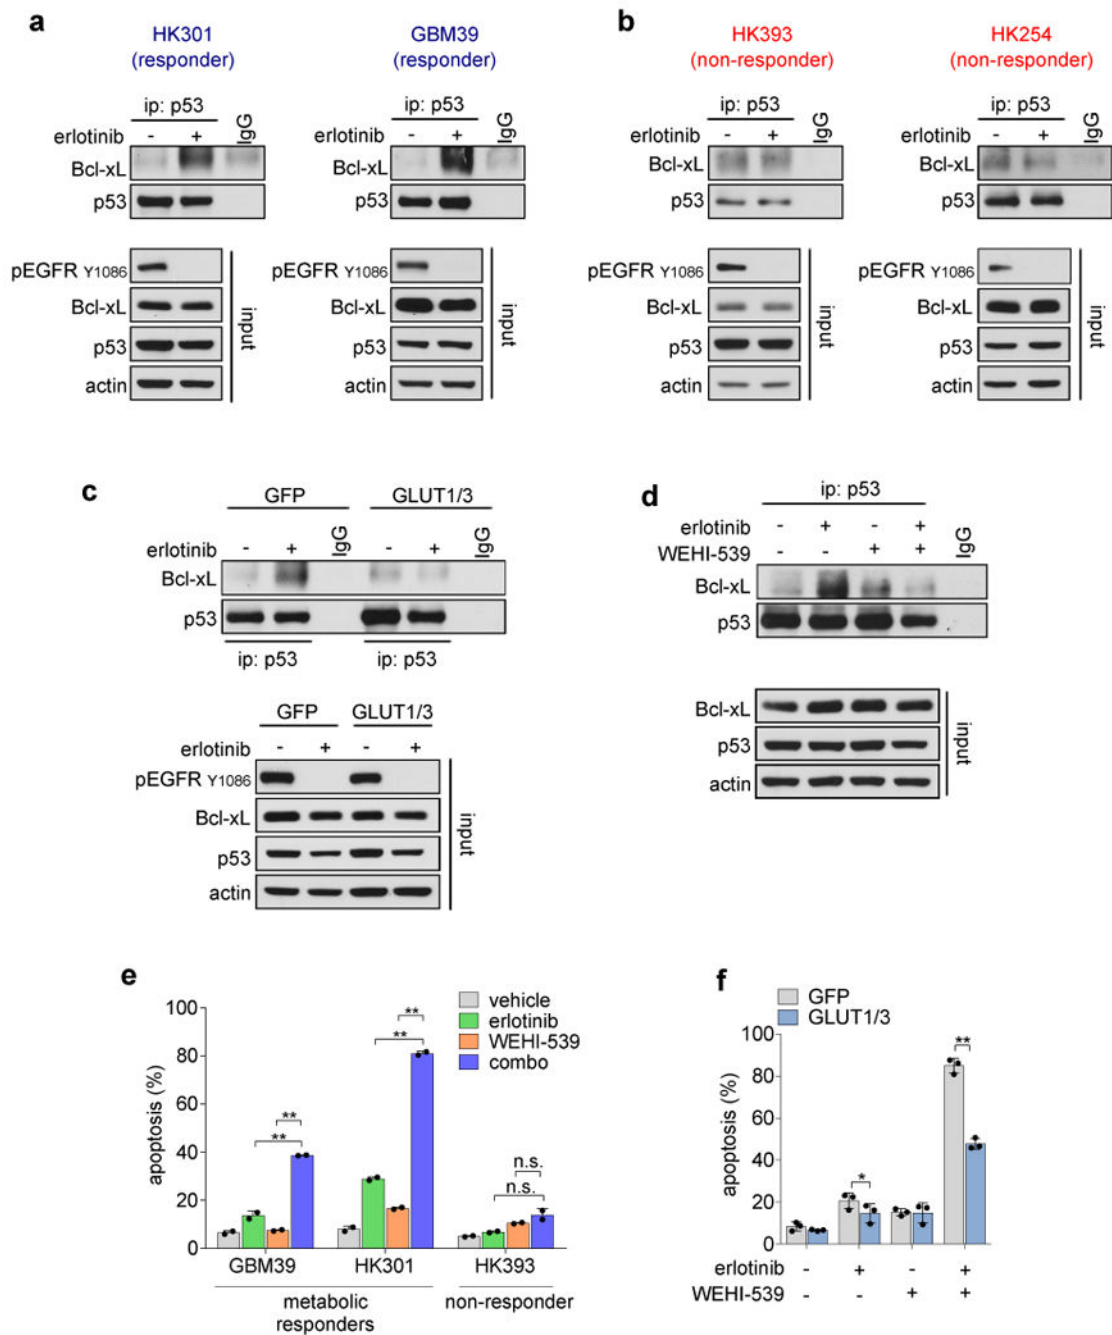 a
HK301
(responder)
GBM39
(responder)
ip: p53
IgG
erlotinib - +
Bcl-xL
p53
pEGFR Y1086
Bcl-xL
p53
actin
input
ip: p53
IgG
erlotinib - +
Bcl-xL
p53
pEGFR Y1086
Bcl-xL
p53
actin
input
b
HK393
(non-responder)
HK254
(non-responder)
ip: p53
IgG
erlotinib - +
Bcl-xL
p53
pEGFR Y1086
Bcl-xL
p53
actin
input
ip: p53
IgG
erlotinib - +
Bcl-xL
p53
pEGFR Y1086
Bcl-xL
p53
actin
input
c
GFP GLUT1/3
erlotinib - + IgG - + IgG
Bcl-xL
p53
ip: p53 ip: p53
GFP GLUT1/3
erlotinib - + - +
pEGFR Y1086
Bcl-xL
p53
actin
input
d
ip: p53
erlotinib - + - +
WEHI-539 - - + +
IgG
Bcl-xL
p53
Bcl-xL
p53
actin
input
e
vehicle
erlotinib
WEHI-539
combo
apoptosis (%)
100
80
60
40
20
0
** ** ** ** n.s. n.s.
GBM39 HK301 HK393
metabolic
responders
non-responder
f
GFP
GLUT1/3
apoptosis (%)
100
80
60
40
20
0
* **
erlotinib - + - +
WEHI-539 - - + +